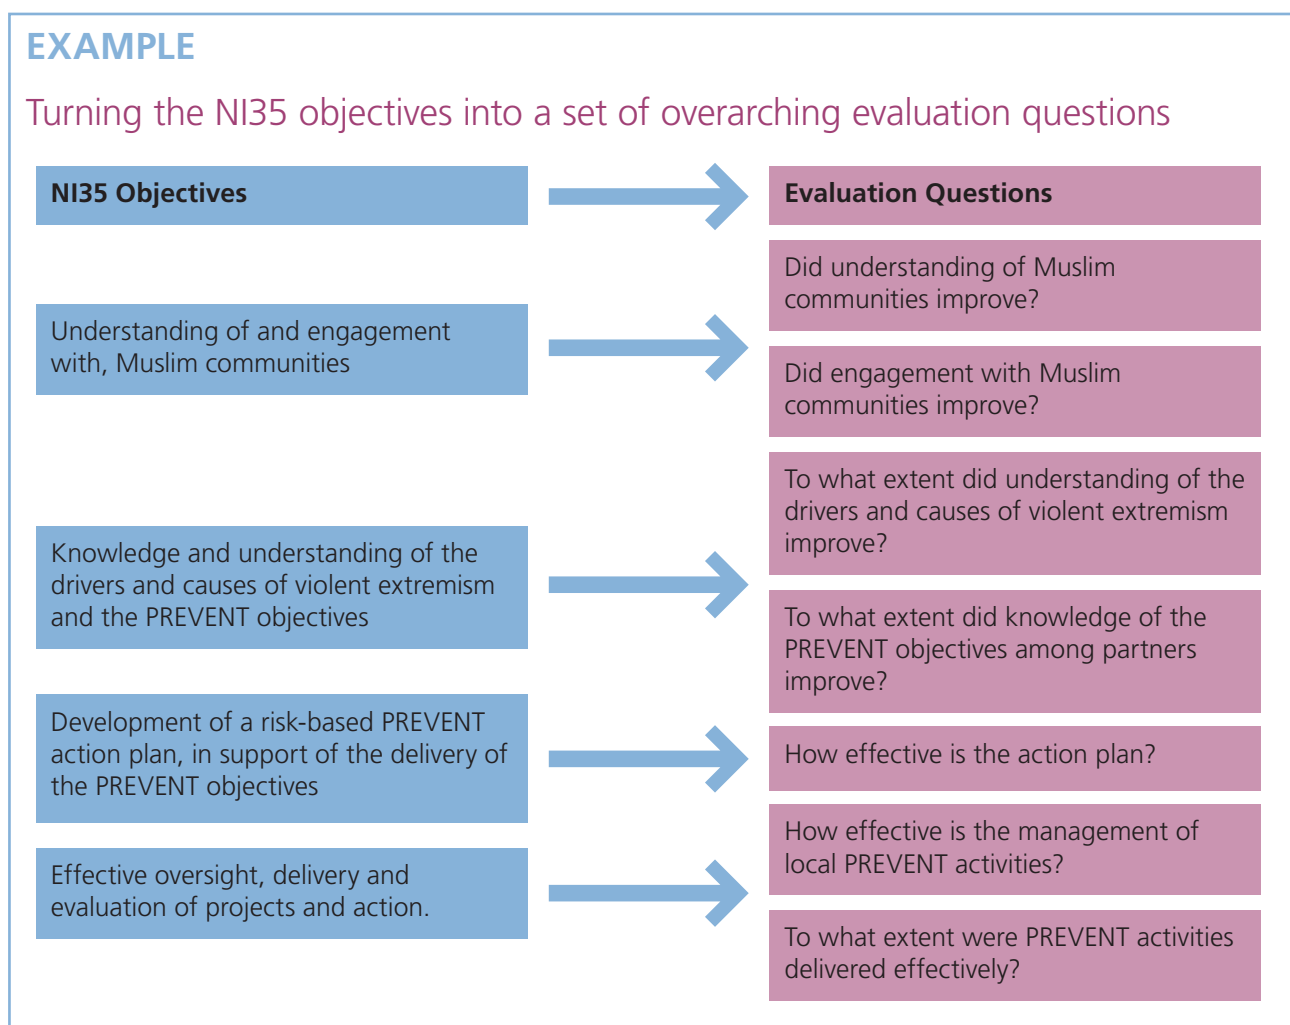 EXAMPLE
Turning the NI35 objectives into a set of overarching evaluation questions
NI35 Objectives
Evaluation Questions
Understanding of and engagement
with, Muslim communities
Did understanding of Muslim
communities improve?
Did engagement with Muslim
communities improve?
Knowledge and understanding of the
drivers and causes of violent extremism
and the PREVENT objectives
To what extent did understanding of the
drivers and causes of violent extremism
improve?
To what extent did knowledge of the
PREVENT objectives among partners
improve?
Development of a risk-based PREVENT
action plan, in support of the delivery of
the PREVENT objectives
How effective is the action plan?
Effective oversight, delivery and
evaluation of projects and action.
How effective is the management of
local PREVENT activities?
To what extent were PREVENT activities
delivered effectively?